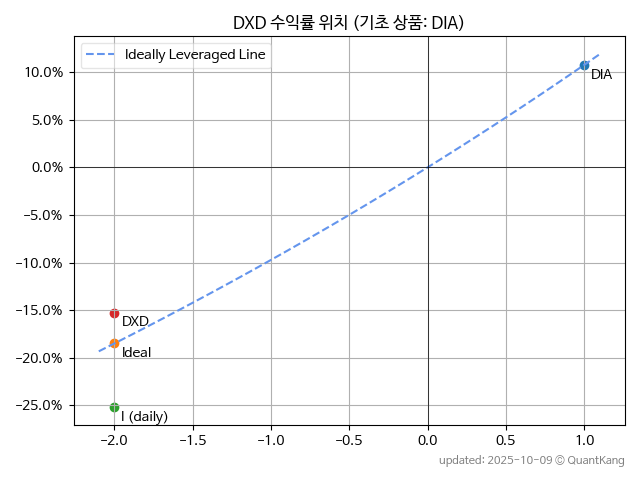 DXD 수익률 위치 (기초 상품: DIA)
Ideally Leveraged Line
10.0%
5.0%
0.0%
−5.0%
−10.0%
−15.0%
−20.0%
−25.0%
DIA
DXD
Ideal
I (daily)
−2.0
−1.5
−1.0
−0.5
0.0
0.5
1.0
updated: 2025-10-09 © QuantKang